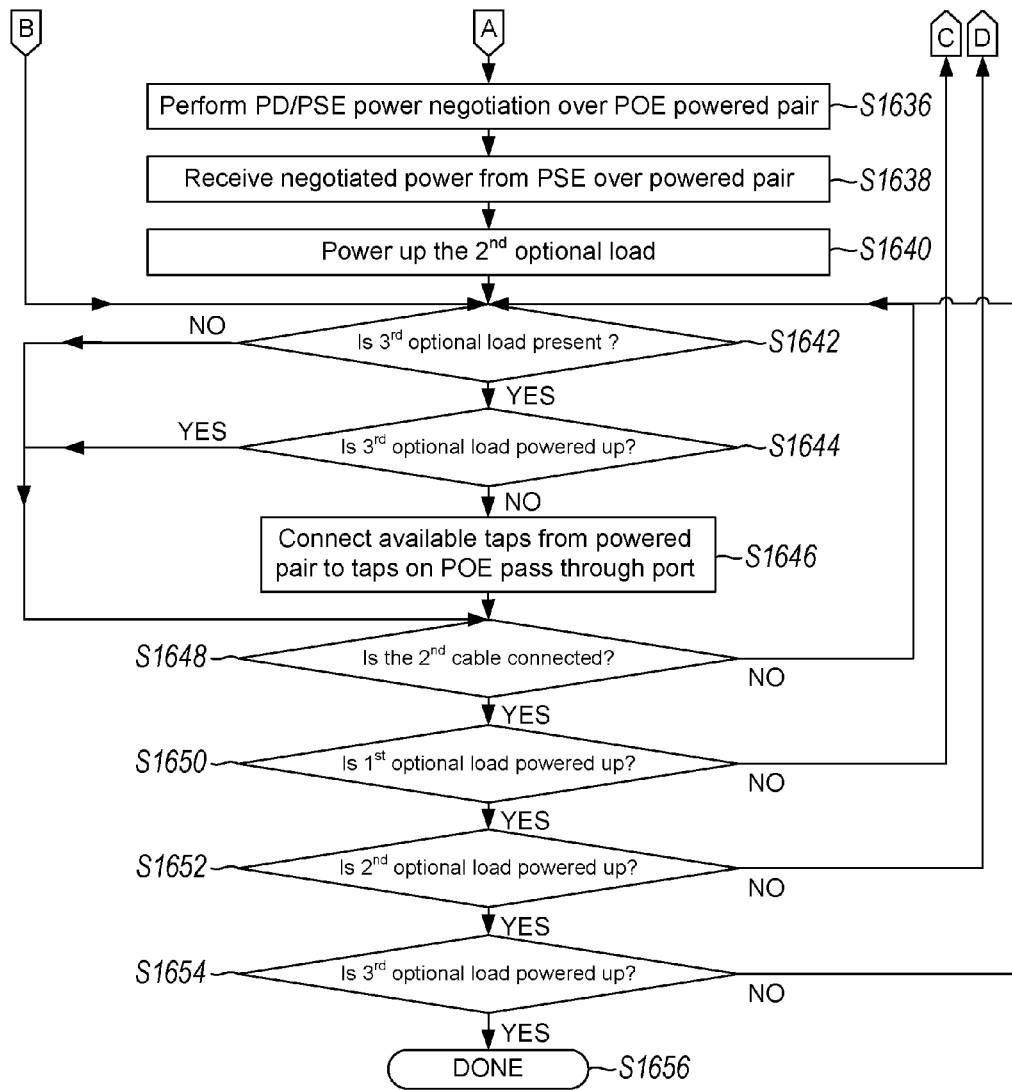 B
A
C
D
Perform PD/PSE power negotiation over POE powered pair
S1636
Receive negotiated power from PSE over powered pair
S1638
Power up the 2nd optional load
S1640
NO
Is 3rd optional load present ?
S1642
YES
YES
Is 3rd optional load powered up?
S1644
NO
Connect available taps from powered
pair to taps on POE pass through port
S1646
S1648
Is the 2nd cable connected?
NO
YES
S1650
Is 1st optional load powered up?
NO
YES
S1652
Is 2nd optional load powered up?
NO
YES
S1654
Is 3rd optional load powered up?
NO
YES
DONE
S1656